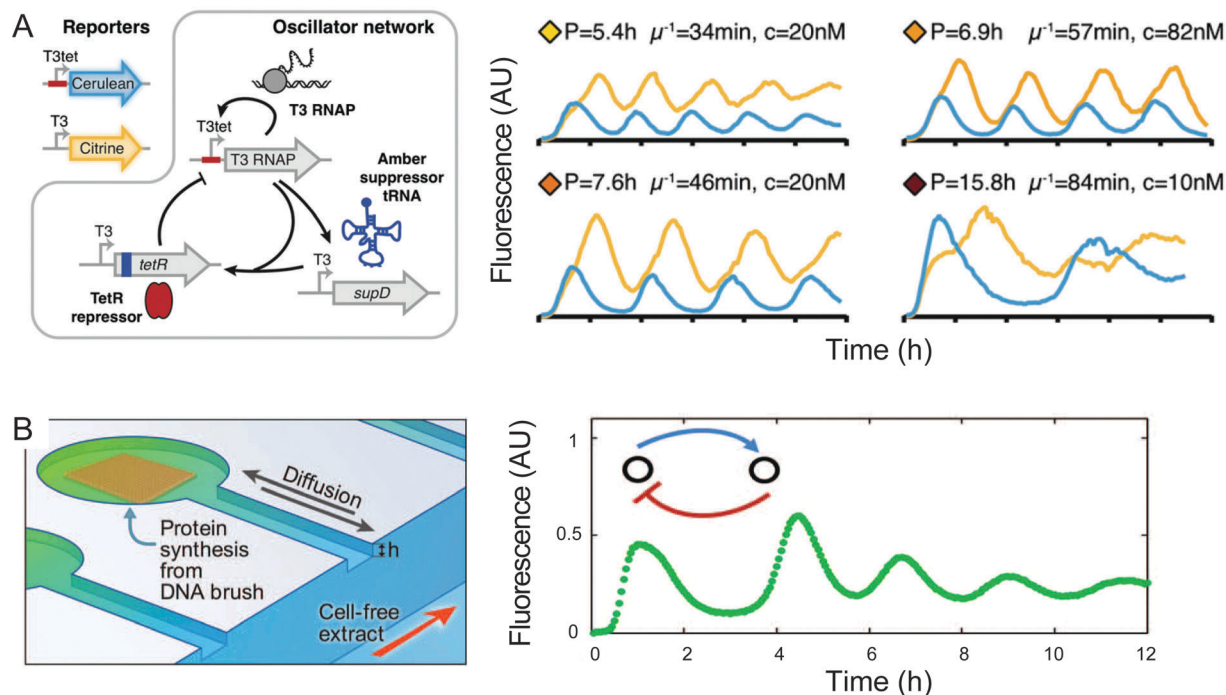 A
Reporters
T3tet
Cerulean
T3
Citrine
Oscillator network
T3 RNAP
T3tet
T3 RNAP
Amber
suppressor
tRNA
T3
tetR
TetR
repressor
T3
supD
Fluorescence (AU)
P=5.4h μ⁻¹=34min, c=20nM
P=6.9h μ⁻¹=57min, c=82nM
P=7.6h μ⁻¹=46min, c=20nM
P=15.8h μ⁻¹=84min, c=10nM
Time (h)
B
Diffusion
h
Protein
synthesis
from
DNA brush
Cell-free
extract
Fluorescence (AU)
1
0.5
0
0 2 4 6 8 10 12
Time (h)